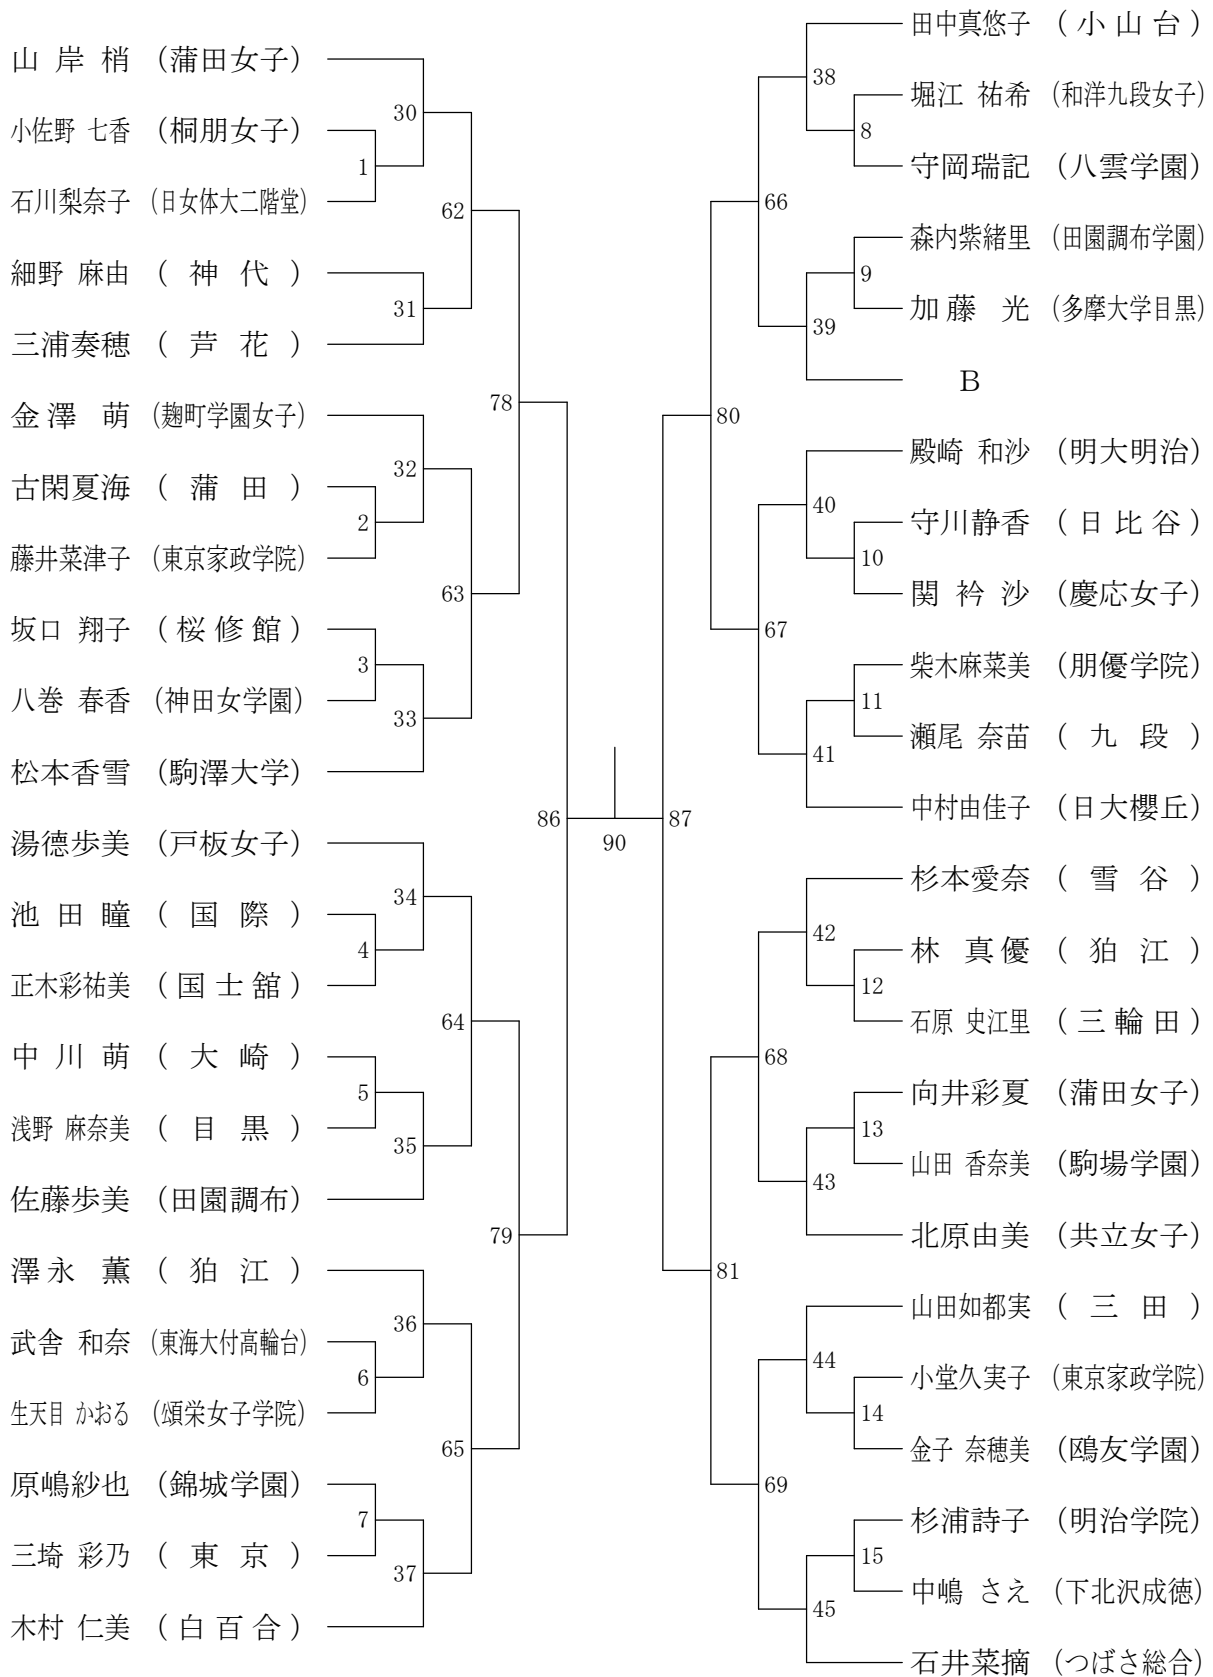 山岸梢 (蒲田女子)
30
小佐野 七香 (桐朋女子)
1
石川梨奈子 (日女体大二階堂)
62
細野 麻由 (神代)
31
三浦奏穂 (芦花)
78
金澤 萌 (麹町学園女子)
32
古閑夏海 (蒲田)
2
藤井菜津子 (東京家政学院)
63
坂口 翔子 (桜修館)
3
八巻 春香 (神田女学園)
33
松本香雪 (駒澤大学)
86
湯德歩美 (戸板女子)
34
池田瞳 (国際)
4
正木彩祐美 (国士舘)
64
中川萌 (大崎)
5
浅野 麻奈美 (目黒)
35
佐藤歩美 (田園調布)
79
澤永 薫 (狛江)
36
武舎 和奈 (東海大付高輪台)
6
生天目 かおる (頌栄女子学院)
65
原嶋紗也 (錦城学園)
7
三埼 彩乃 (東京)
37
木村 仁美 (白百合)
90
田中真悠子 (小山台)
38
堀江 祐希 (和洋九段女子)
8
守岡瑞記 (八雲学園)
66
森内紫緒里 (田園調布学園)
9
加藤 光 (多摩大学目黒)
39
B
80
殿崎 和沙 (明大明治)
40
守川静香 (日比谷)
10
関衿沙 (慶応女子)
67
柴木麻菜美 (朋優学院)
11
瀬尾 奈苗 (九段)
41
中村由佳子 (日大櫻丘)
87
杉本愛奈 (雪谷)
42
林 真優 (狛江)
12
石原 史江里 (三輪田)
68
向井彩夏 (蒲田女子)
13
山田 香奈美 (駒場学園)
43
北原由美 (共立女子)
81
山田如都実 (三田)
44
小堂久実子 (東京家政学院)
14
金子 奈穂美 (鴎友学園)
69
杉浦詩子 (明治学院)
15
中嶋 さえ (下北沢成徳)
45
石井菜摘 (つばさ総合)